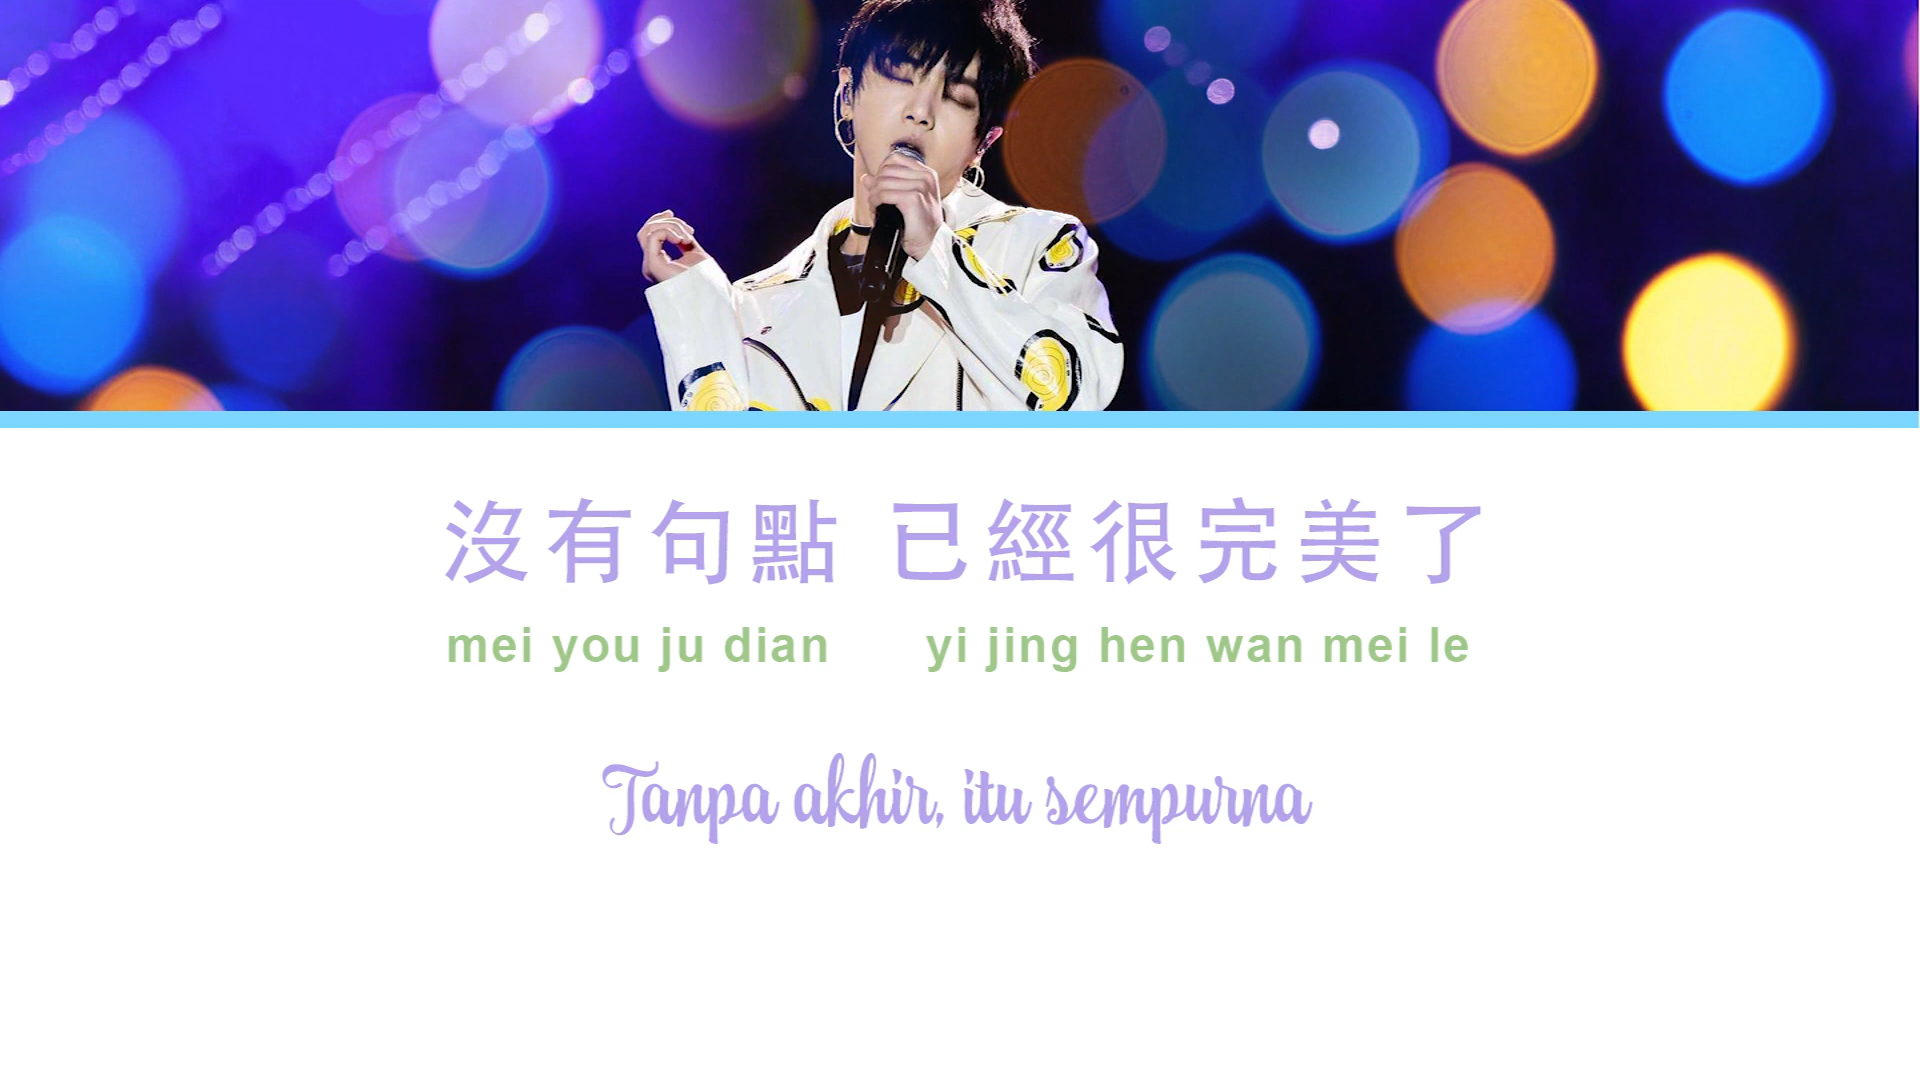 沒有句點 已經很完美了
mei you ju dian yi jing hen wan mei le
Tanpa akhir, itu sempurna